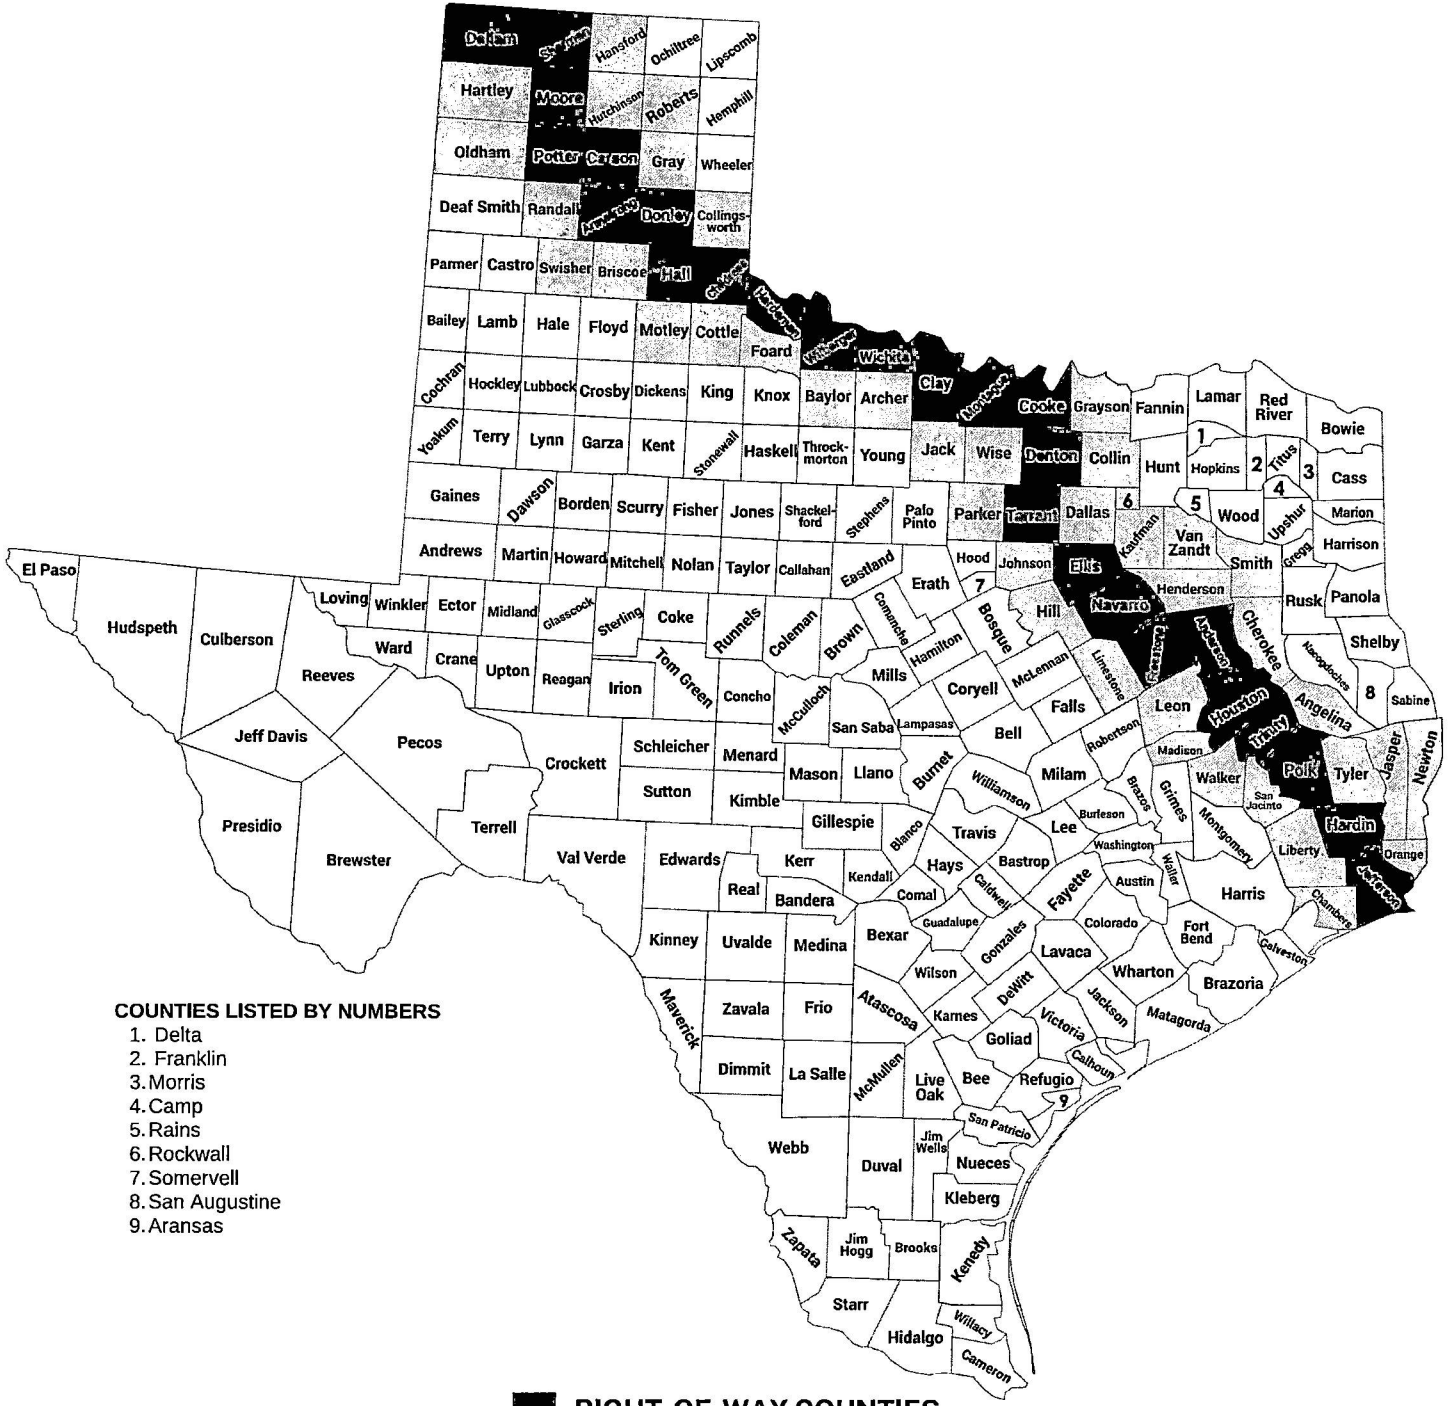 Dallam Sherman Hansford Ochiltree Lipscomb
Hartley Moore Hutchinson Roberts Hemphill
Oldham Potter Carson Gray Wheeler
Deaf Smith Randall Armstrong Donley Collings-
worth
Parmer Castro Swisher Briscoe Hall Childress
Hardeman
Bailey Lamb Hale Floyd Motley Cottle Foard Wilbarger Wichita
Clay Montague Cooke Grayson Fannin Lamar Red
River Bowie
Cochran Hockley Lubbock Crosby Dickens King Knox Baylor Archer
Yoakum Terry Lynn Garza Kent Stonewall Haskell Throck-
morton Young Jack Wise Denton Collin Hunt 1 Hopkins 2 Titus 3 Cass
4
Gaines Dawson Borden Scurry Fisher Jones Shackel-
ford Stephens Palo
Pinto Parker Tarrant Dallas 6 Kaufman Van
Zandt 5 Wood Upshur Marion
Andrews Martin Howard Mitchell Nolan Taylor Callahan Eastland Erath Hood Johnson Ellis Smith Gregg Harrison
7
El Paso Hudspeth Culberson Loving Winkler Ector Midland Glasscock Sterling Coke Runnels Coleman Brown Comanche Bosque Hill Navarro Henderson Rusk Panola
Reeves Ward Crane Upton Reagan Irion Tom Green Concho McCulloch Mills Hamilton McLennan Limestone Freestone Anderson Cherokee Nacogdoches Shelby
8 Sabine
Jeff Davis Pecos Crockett Schleicher Menard San Saba Lampasas Coryell Bell Falls Robertson Leon Houston Angelina
Madison Trinity
Sutton Kimble Mason Llano Burnet Williamson Milam Brazos Grimes Walker San
Jacinto Polk Tyler Jasper Newton
Presidio Brewster Terrell Val Verde Edwards Gillespie Blanco Travis Lee Burleson Washington Montgomery Liberty Hardin Orange
Kerr Real Bandera Kendall Hays Comal Caldwell Bastrop Fayette Austin Waller Harris Chambers Jefferson
Kinney Uvalde Medina Bexar Guadalupe Gonzales Lavaca Colorado Fort
Bend Galveston
Wilson Wharton Brazoria
Maverick Zavala Frio Atascosa Karnes DeWitt Jackson Matagorda
Victoria Goliad Calhoun
Dimmit La Salle McMullen Live
Oak Bee Refugio
9
San Patricio
Webb Duval Jim
Wells Nueces
Kleberg
Zapata Jim
Hogg Brooks Kenedy
Starr Hidalgo Willacy
Cameron
COUNTIES LISTED BY NUMBERS
1. Delta
2. Franklin
3. Morris
4. Camp
5. Rains
6. Rockwall
7. Somervell
8. San Augustine
9. Aransas
RIGHT-OF-WAY COUNTIES